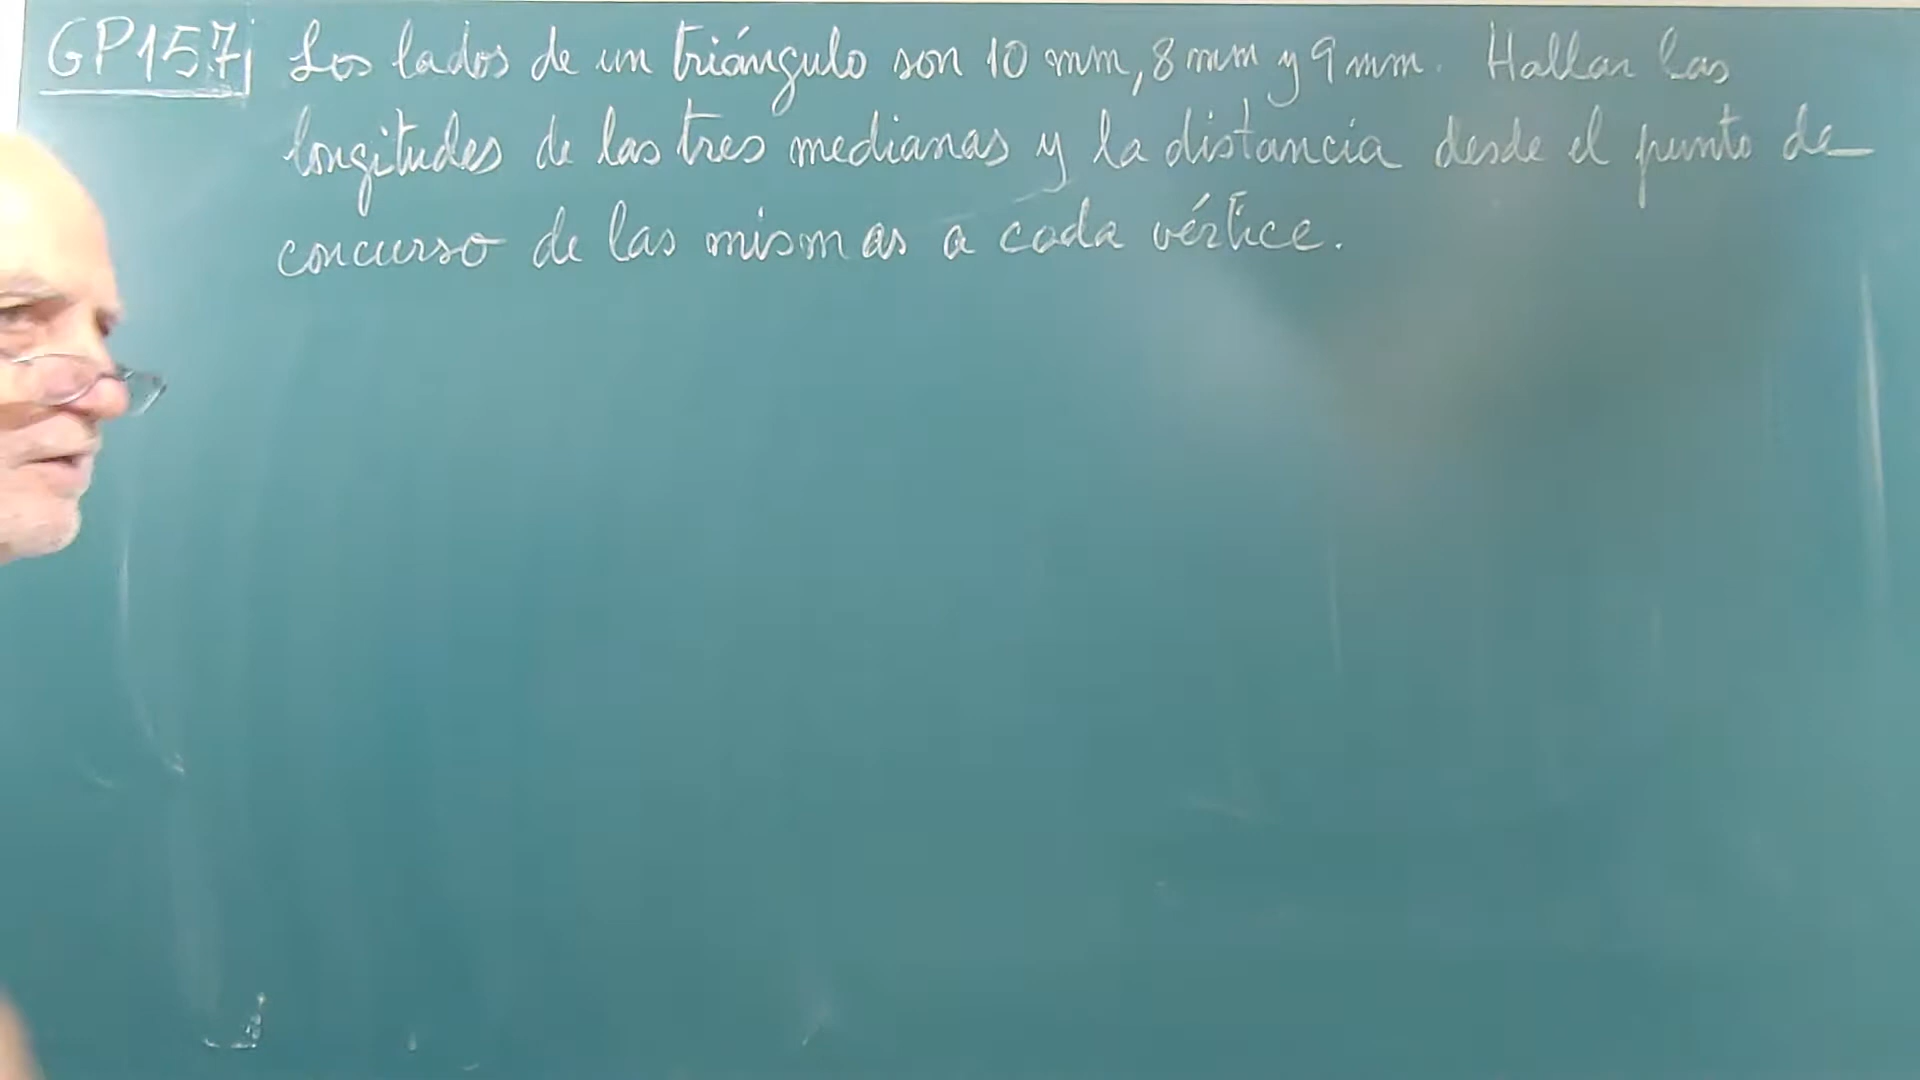 GP157 Los lados de un triángulo son 10 mm, 8 mm y 9 mm. Hallar las
longitudes de las tres medianas y la distancia desde el punto de
concurso de las mismas a cada vértice.